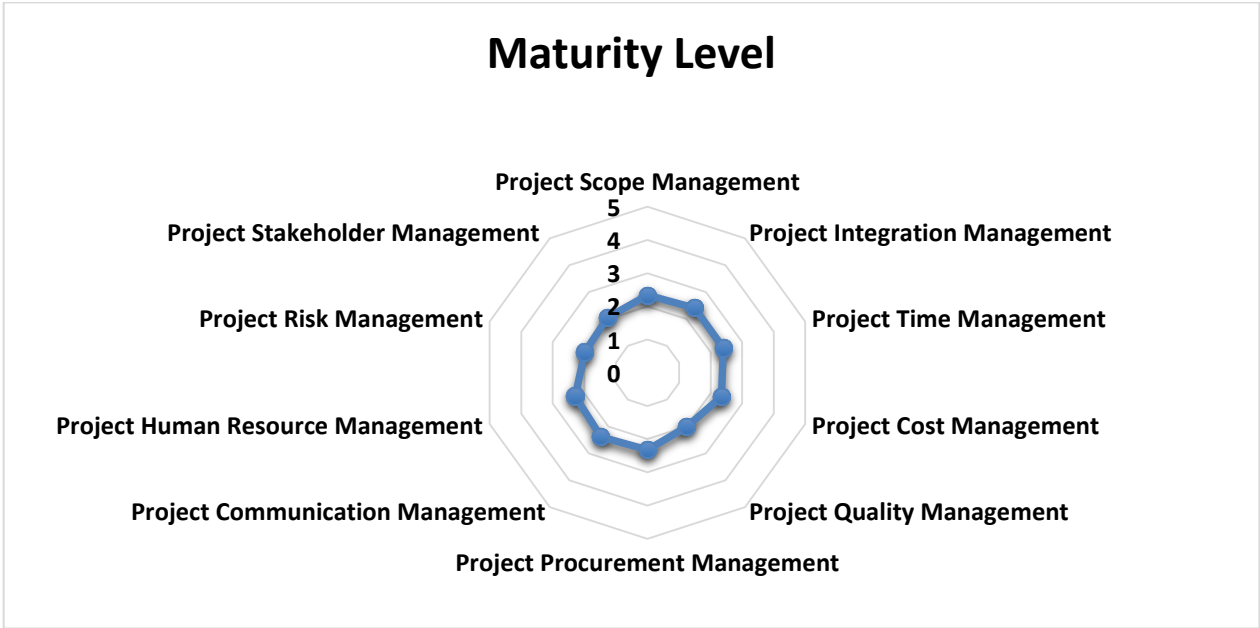 Maturity Level
Project Scope Management
5
Project Stakeholder Management
Project Integration Management
4
3
Project Risk Management
2
Project Time Management
1
0
Project Human Resource Management
Project Cost Management
Project Communication Management
Project Quality Management
Project Procurement Management